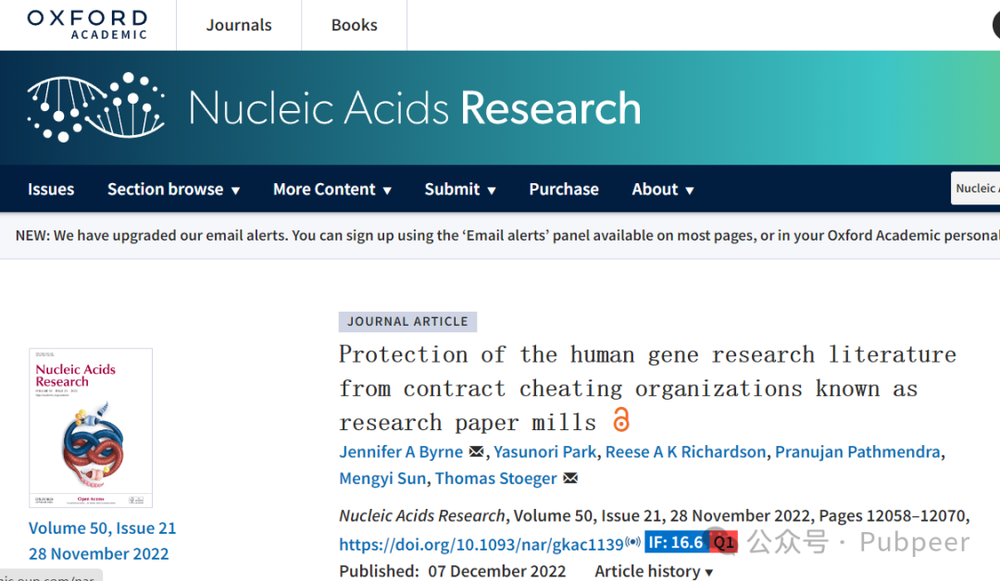 OXFORD
ACADEMIC
Journals
Books
Nucleic Acids Research
Issues
Section browse ▼
More Content ▼
Submit ▼
Purchase
About ▼
Nucleic
NEW: We have upgraded our email alerts. You can sign up using the ‘Email alerts’ panel available on most pages, or in your Oxford Academic personal
JOURNAL ARTICLE
Protection of the human gene research literature
from contract cheating organizations known as
research paper mills
Nucleic Acids
Research
Open Access
Volume 50, Issue 21
28 November 2022
Jennifer A Byrne, Yasunori Park, Reese A K Richardson, Pranujan Pathmendra,
Mengyi Sun, Thomas Stoeger
Nucleic Acids Research, Volume 50, Issue 21, 28 November 2022, Pages 12058–12070,
https://doi.org/10.1093/nar/gkac1139 IF: 16.6 Q1
公众号 · Pubpeer
Published: 07 December 2022 Article history ▼